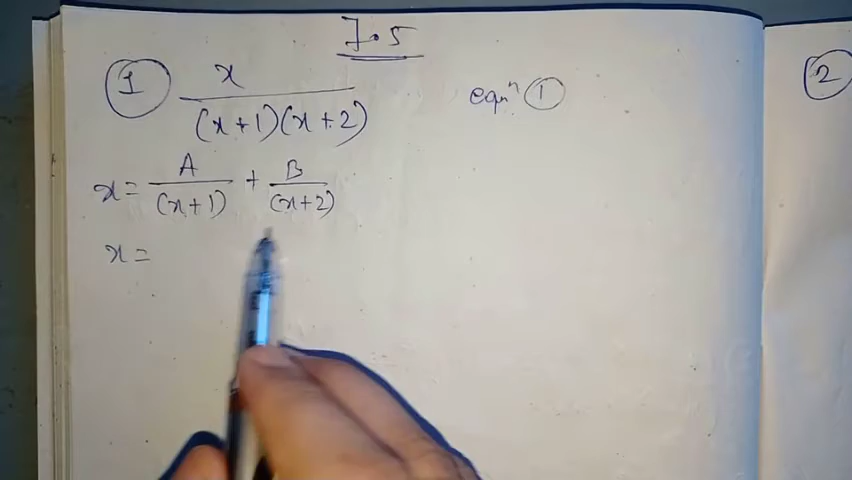 7.5
① x / (x+1)(x+2) eqⁿ ①
x = A / (x+1) + B / (x+2)
x =
②